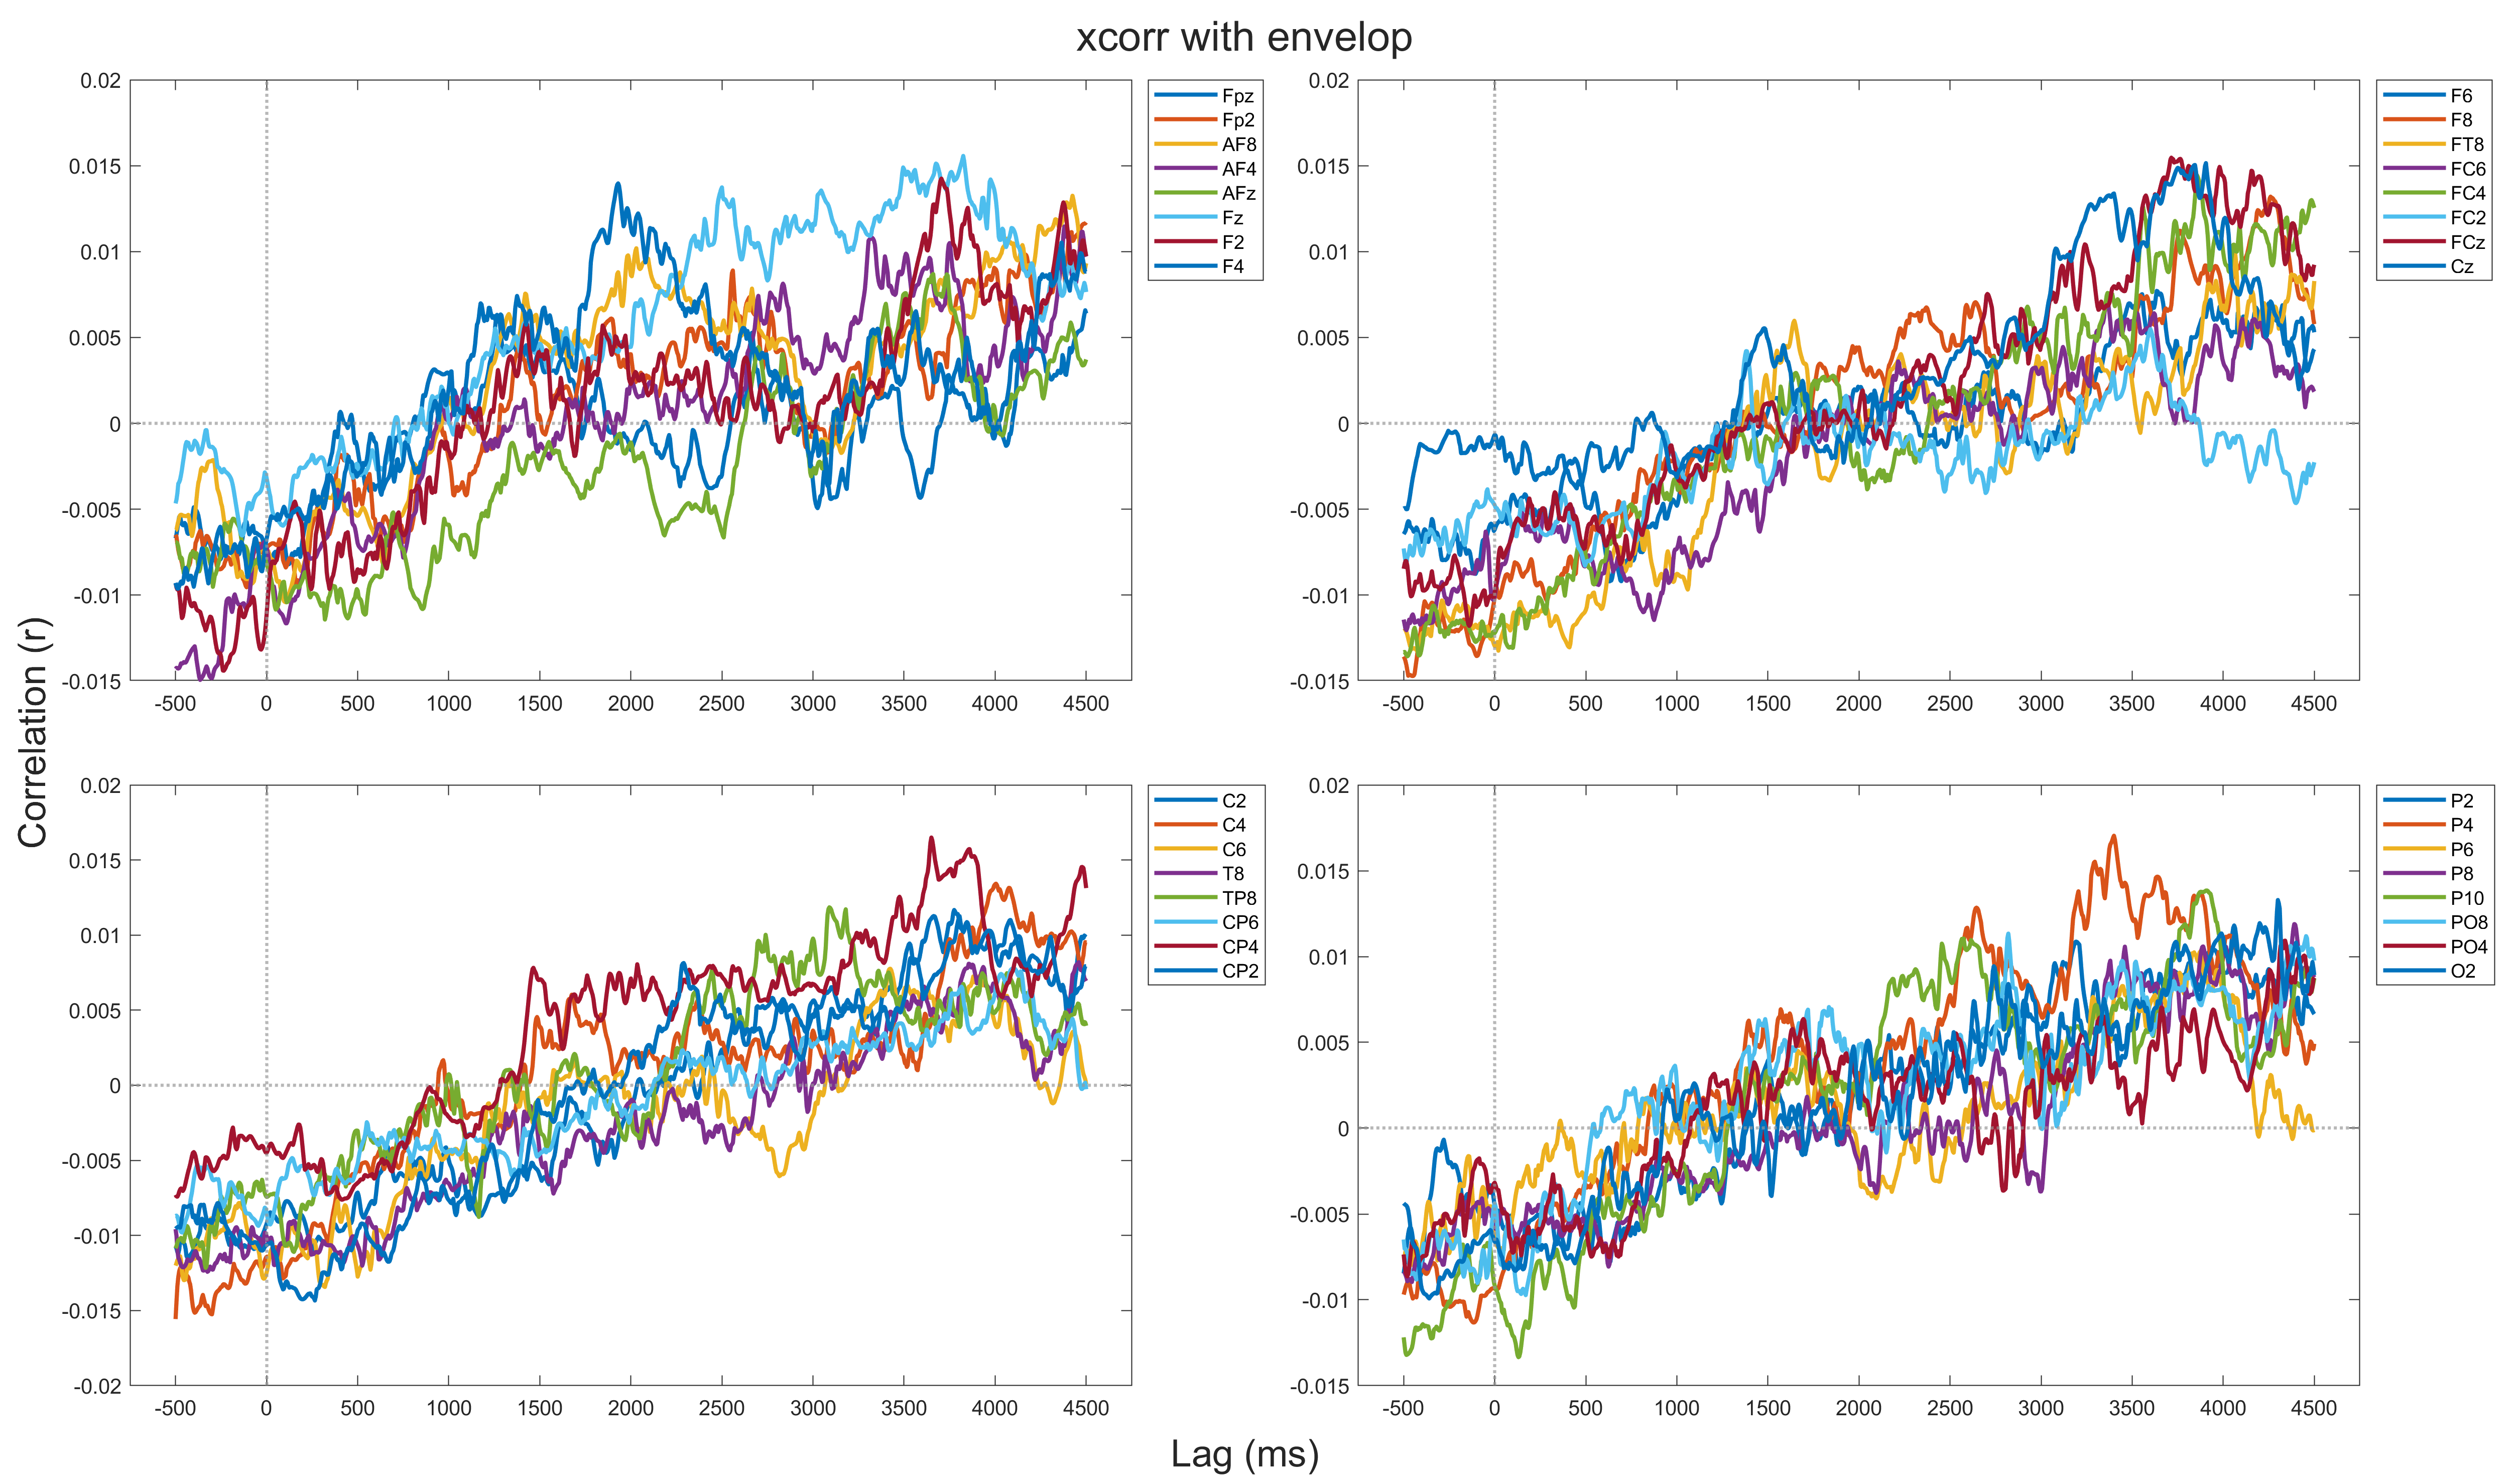 xcorr with envelop
Correlation (r)
0.02
0.015
0.01
0.005
0
-0.005
-0.01
-0.015
-500 0 500 1000 1500 2000 2500 3000 3500 4000 4500
Fpz
Fp2
AF8
AF4
AFz
Fz
F2
F4
0.02
0.015
0.01
0.005
0
-0.005
-0.01
-0.015
-500 0 500 1000 1500 2000 2500 3000 3500 4000 4500
F6
F8
FT8
FC6
FC4
FC2
FCz
Cz
0.02
0.015
0.01
0.005
0
-0.005
-0.01
-0.015
-0.02
-500 0 500 1000 1500 2000 2500 3000 3500 4000 4500
C2
C4
C6
T8
TP8
CP6
CP4
CP2
0.02
0.015
0.01
0.005
0
-0.005
-0.01
-0.015
-500 0 500 1000 1500 2000 2500 3000 3500 4000 4500
P2
P4
P6
P8
P10
PO8
PO4
O2
Lag (ms)